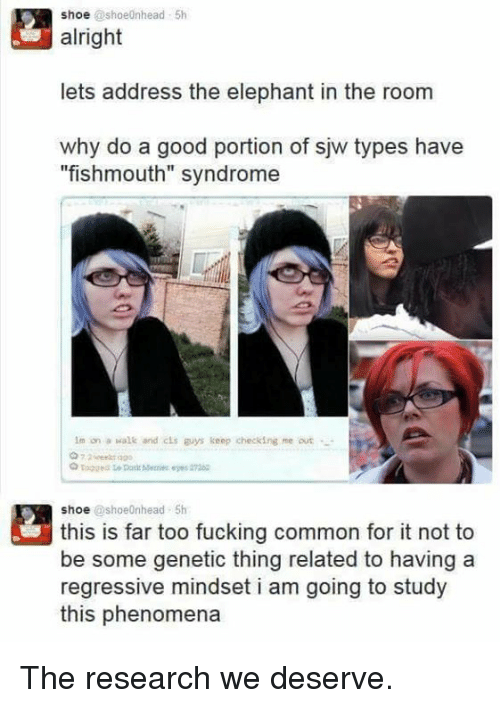 shoe @shoe0nhead · 5h
alright
lets address the elephant in the room
why do a good portion of sjw types have
"fishmouth" syndrome
Im on a walk and cis guys keep checking me out
ago
shoe @shoe0nhead · 5h
this is far too fucking common for it not to
be some genetic thing related to having a
regressive mindset i am going to study
this phenomena
The research we deserve.